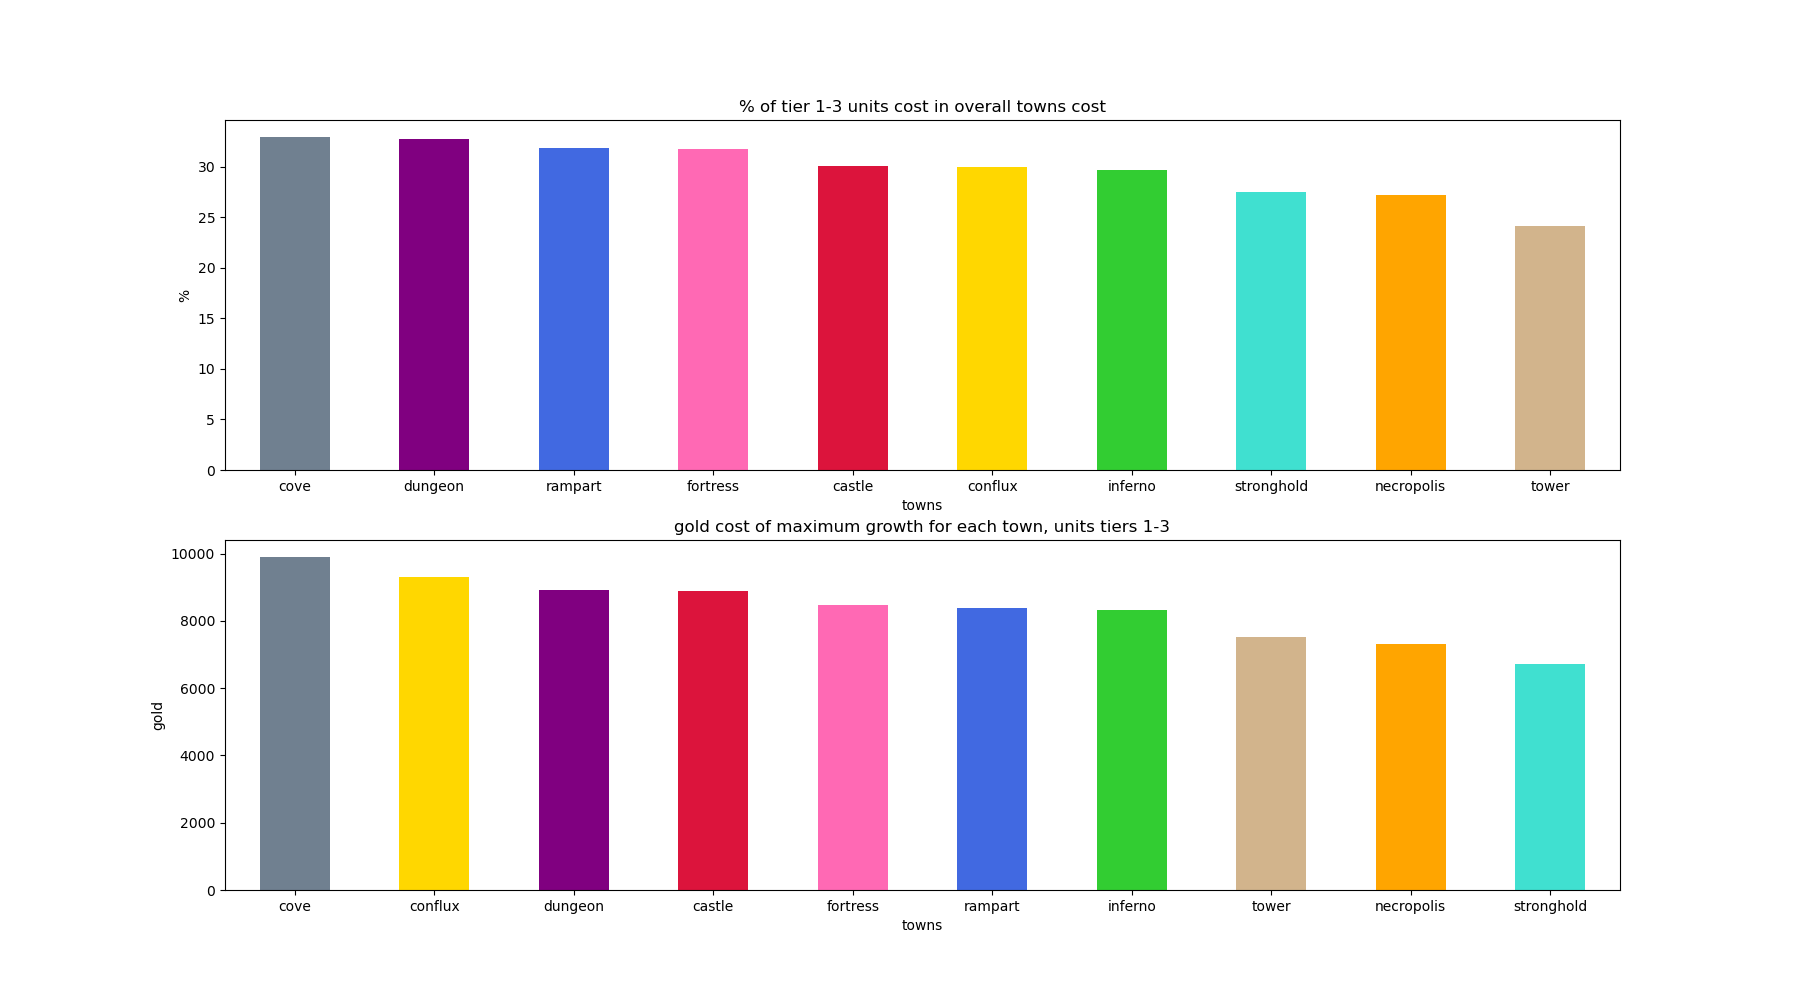 % of tier 1-3 units cost in overall towns cost
30
25
20
15
10
5
0
%
cove dungeon rampart fortress castle conflux inferno stronghold necropolis tower
towns
gold cost of maximum growth for each town, units tiers 1-3
10000
8000
6000
4000
2000
0
gold
cove conflux dungeon castle fortress rampart inferno tower necropolis stronghold
towns